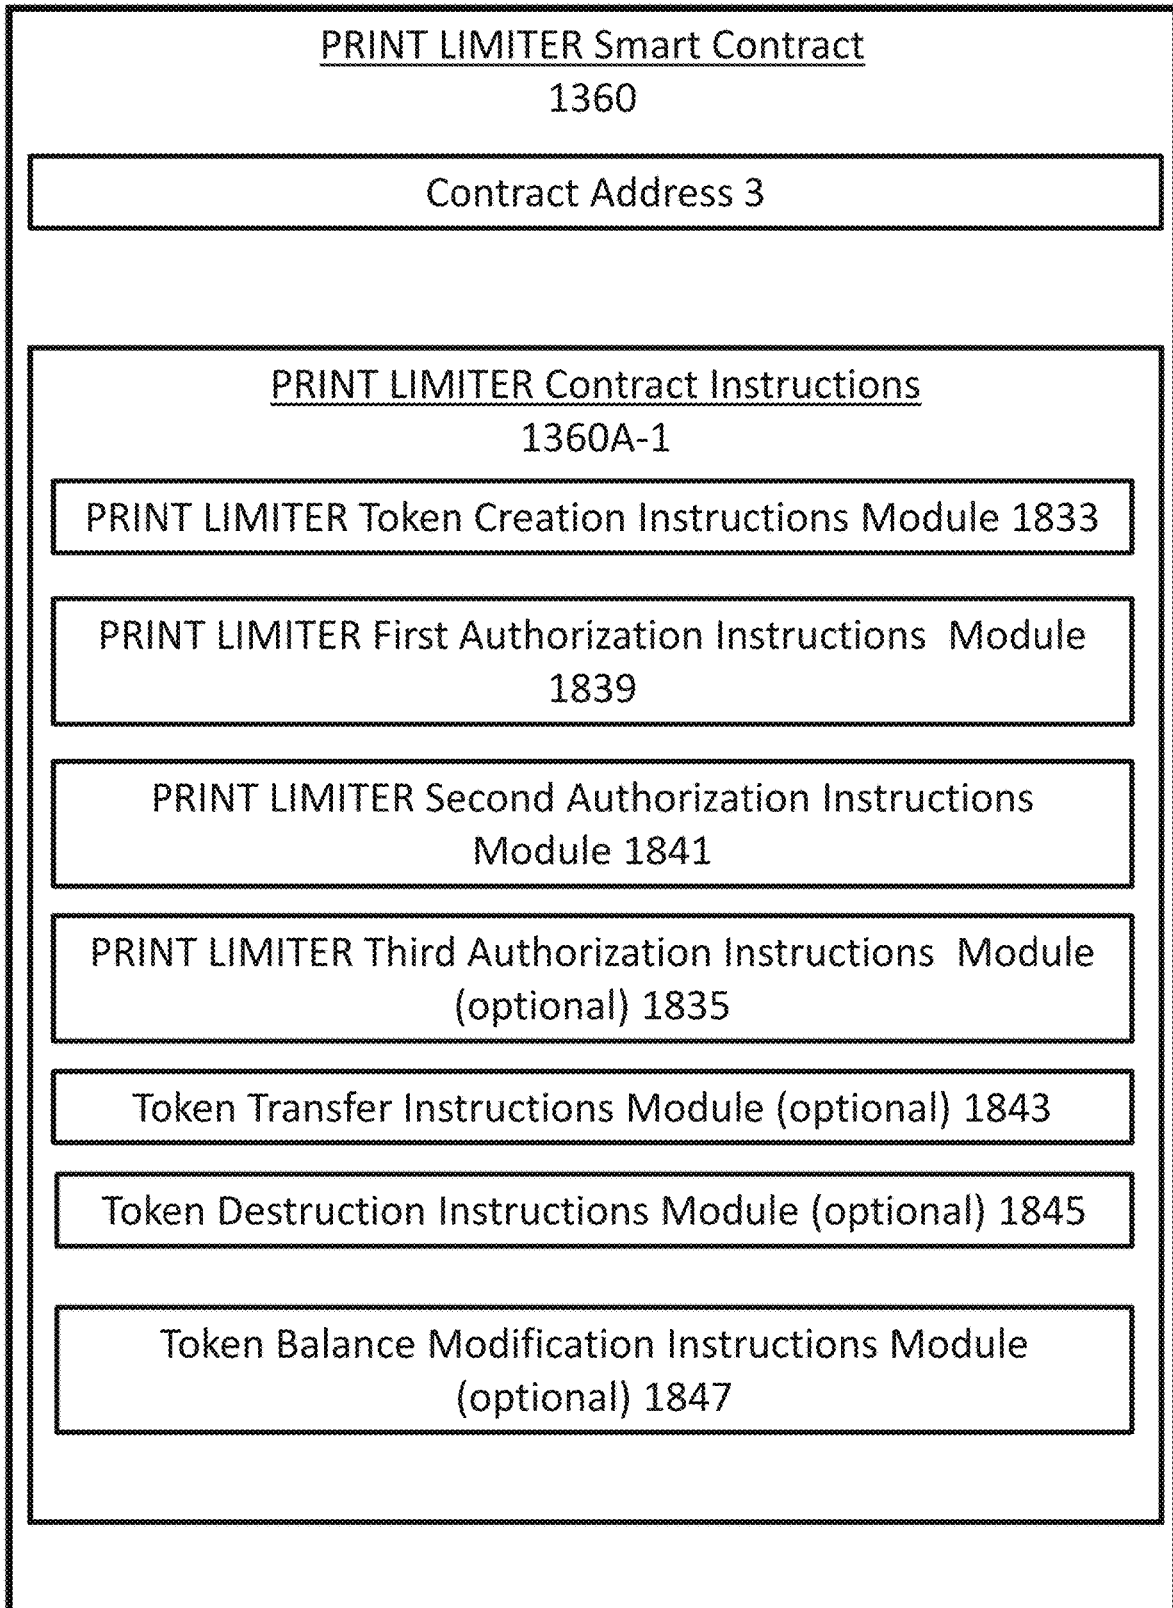 PRINT LIMITER Smart Contract
1360
Contract Address 3
PRINT LIMITER Contract Instructions
1360A-1
PRINT LIMITER Token Creation Instructions Module 1833
PRINT LIMITER First Authorization Instructions Module
1839
PRINT LIMITER Second Authorization Instructions
Module 1841
PRINT LIMITER Third Authorization Instructions Module
(optional) 1835
Token Transfer Instructions Module (optional) 1843
Token Destruction Instructions Module (optional) 1845
Token Balance Modification Instructions Module
(optional) 1847